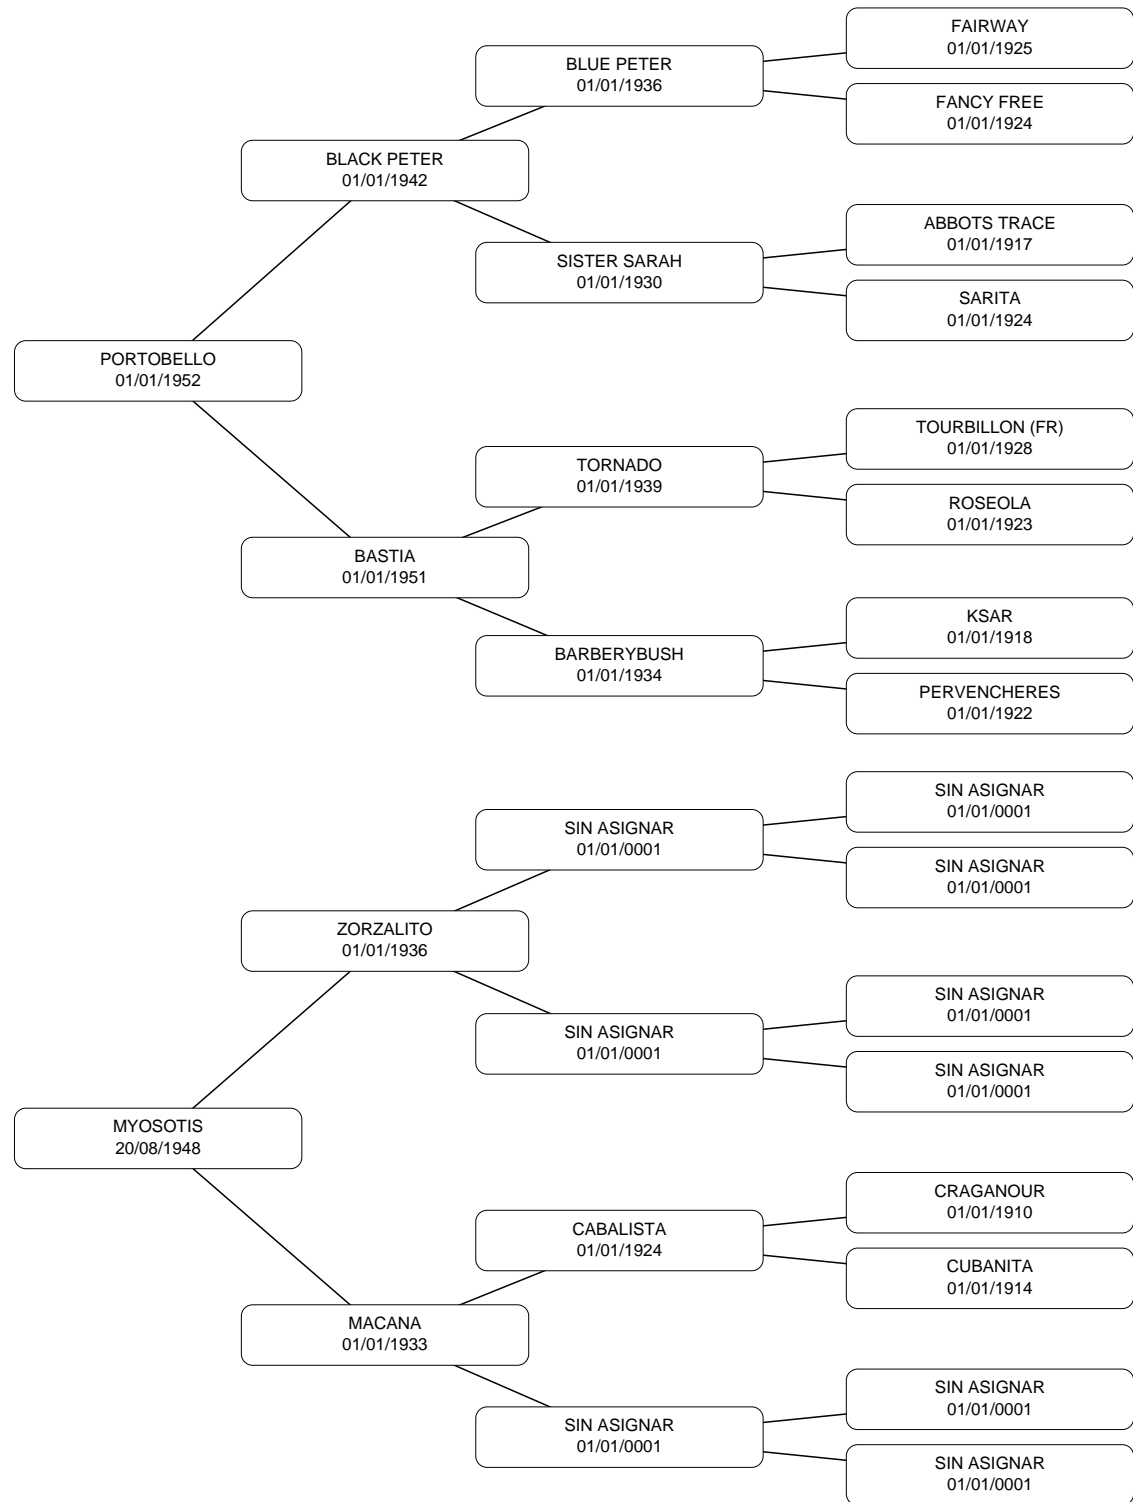 FAIRWAY
01/01/1925
BLUE PETER
01/01/1936
FANCY FREE
01/01/1924
BLACK PETER
01/01/1942
ABBOTS TRACE
01/01/1917
SISTER SARAH
01/01/1930
SARITA
01/01/1924
PORTOBELLO
01/01/1952
TOURBILLON (FR)
01/01/1928
TORNADO
01/01/1939
ROSEOLA
01/01/1923
BASTIA
01/01/1951
KSAR
01/01/1918
BARBERYBUSH
01/01/1934
PERVENCHERES
01/01/1922
SIN ASIGNAR
01/01/0001
SIN ASIGNAR
01/01/0001
SIN ASIGNAR
01/01/0001
ZORZALITO
01/01/1936
SIN ASIGNAR
01/01/0001
SIN ASIGNAR
01/01/0001
SIN ASIGNAR
01/01/0001
MYOSOTIS
20/08/1948
CRAGANOUR
01/01/1910
CABALISTA
01/01/1924
CUBANITA
01/01/1914
MACANA
01/01/1933
SIN ASIGNAR
01/01/0001
SIN ASIGNAR
01/01/0001
SIN ASIGNAR
01/01/0001